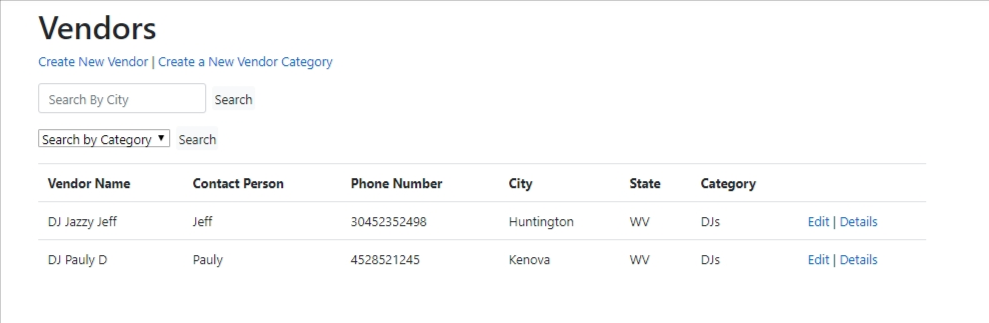 Vendors
Create New Vendor | Create a New Vendor Category
Search By City Search
Search by Category ▼ Search
Vendor Name Contact Person Phone Number City State Category
DJ Jazzy Jeff Jeff 30452352498 Huntington WV DJs Edit | Details
DJ Pauly D Pauly 4528521245 Kenova WV DJs Edit | Details